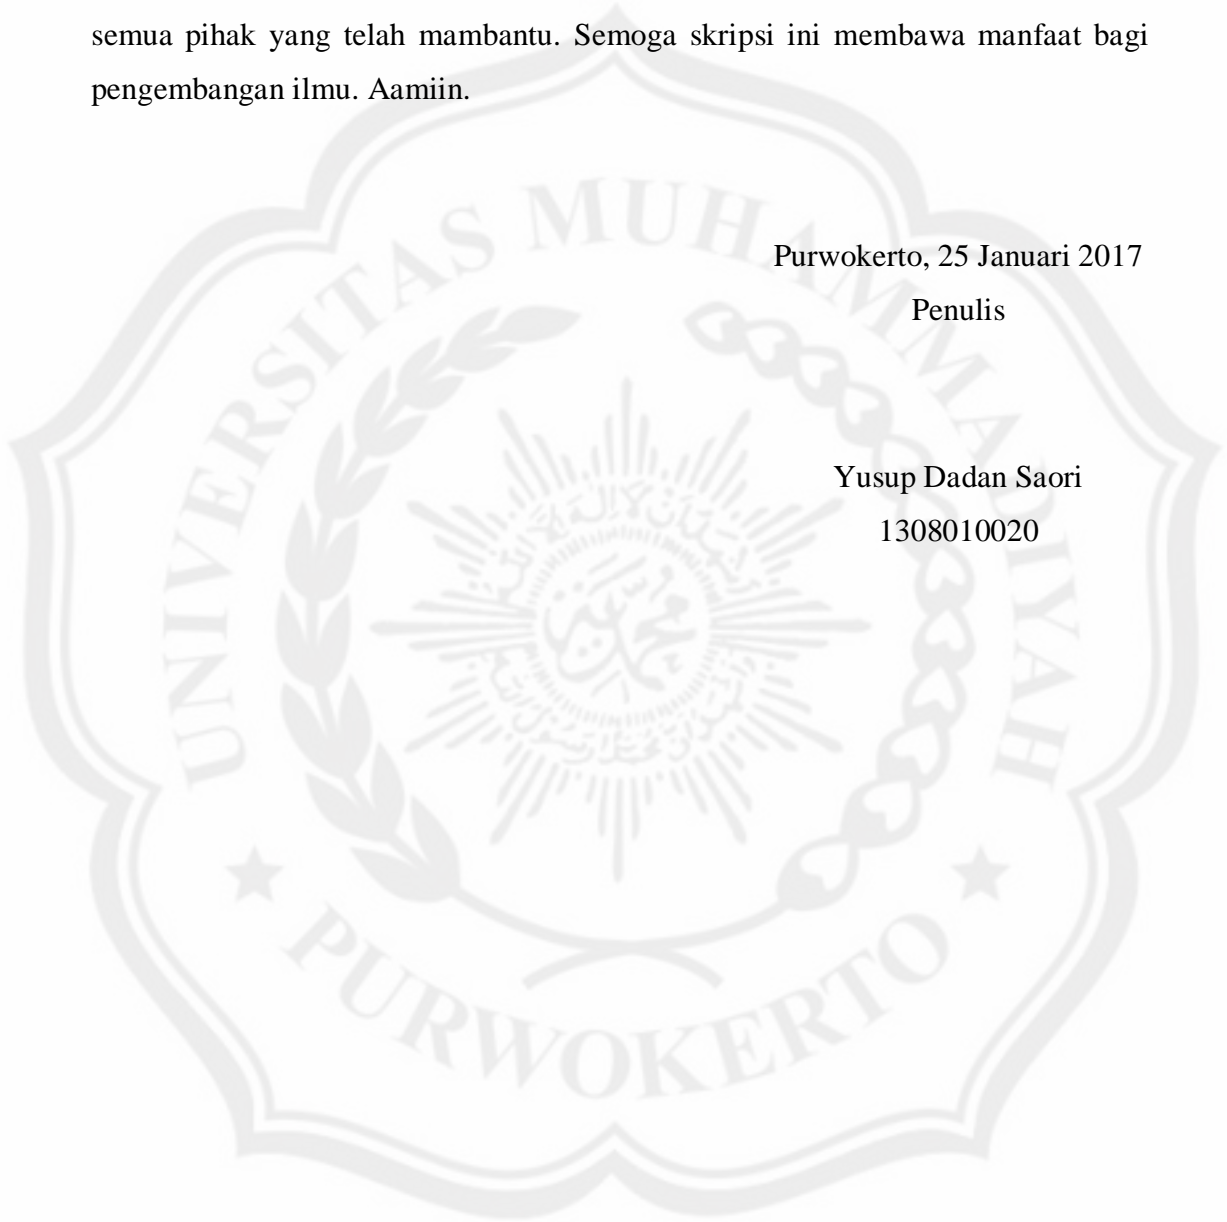 semua pihak yang telah mambantu. Semoga skripsi ini membawa manfaat bagi
pengembangan ilmu. Aamiin.
Purwokerto, 25 Januari 2017
Penulis
Yusup Dadan Saori
1308010020
UNIVERSITAS MUHAMMADIYAH
PURWOKERTO